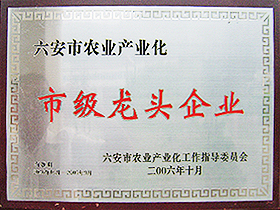 六安市农业产业化
市级龙头企业
六安市农业产业化工作指导委员会
二00六年十月